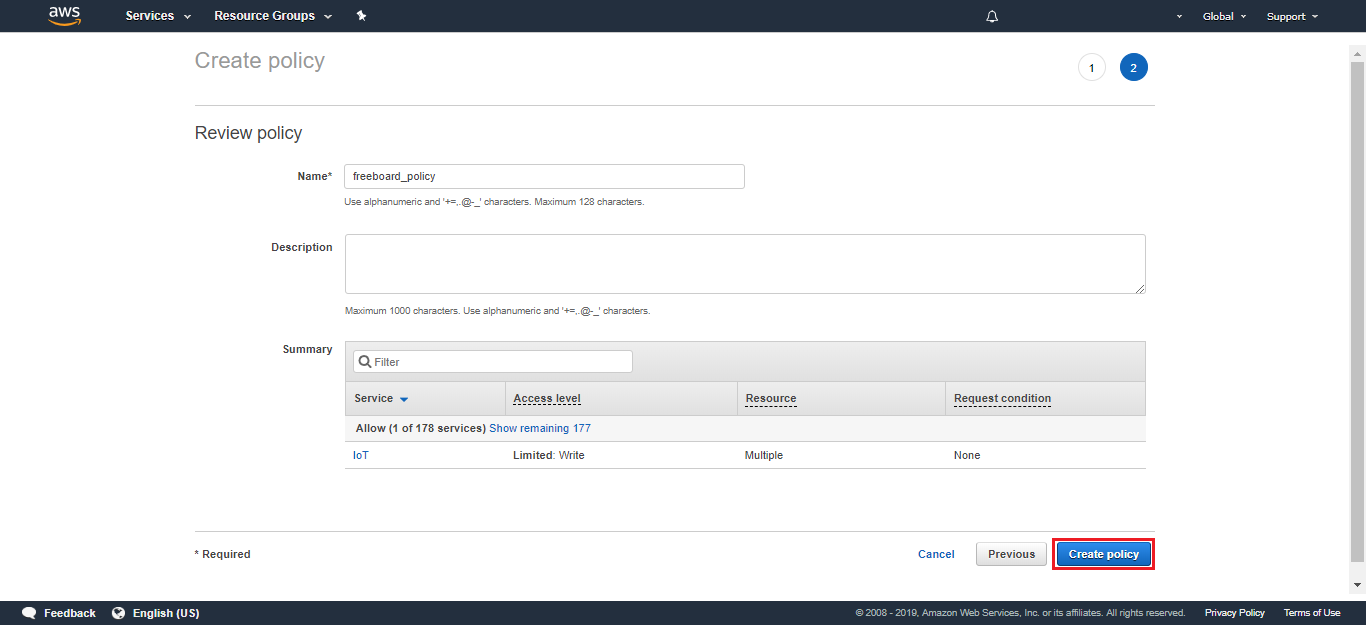 aws Services Resource Groups Global Support
Create policy 1 2
Review policy
Name* freeboard_policy
Use alphanumeric and '+=,.@-_' characters. Maximum 128 characters.
Description
Maximum 1000 characters. Use alphanumeric and '+=,.@-_' characters.
Summary Filter
Service Access level Resource Request condition
Allow (1 of 178 services) Show remaining 177
IoT Limited: Write Multiple None
* Required Cancel Previous Create policy
Feedback English (US) © 2008 - 2019, Amazon Web Services, Inc. or its affiliates. All rights reserved. Privacy Policy Terms of Use